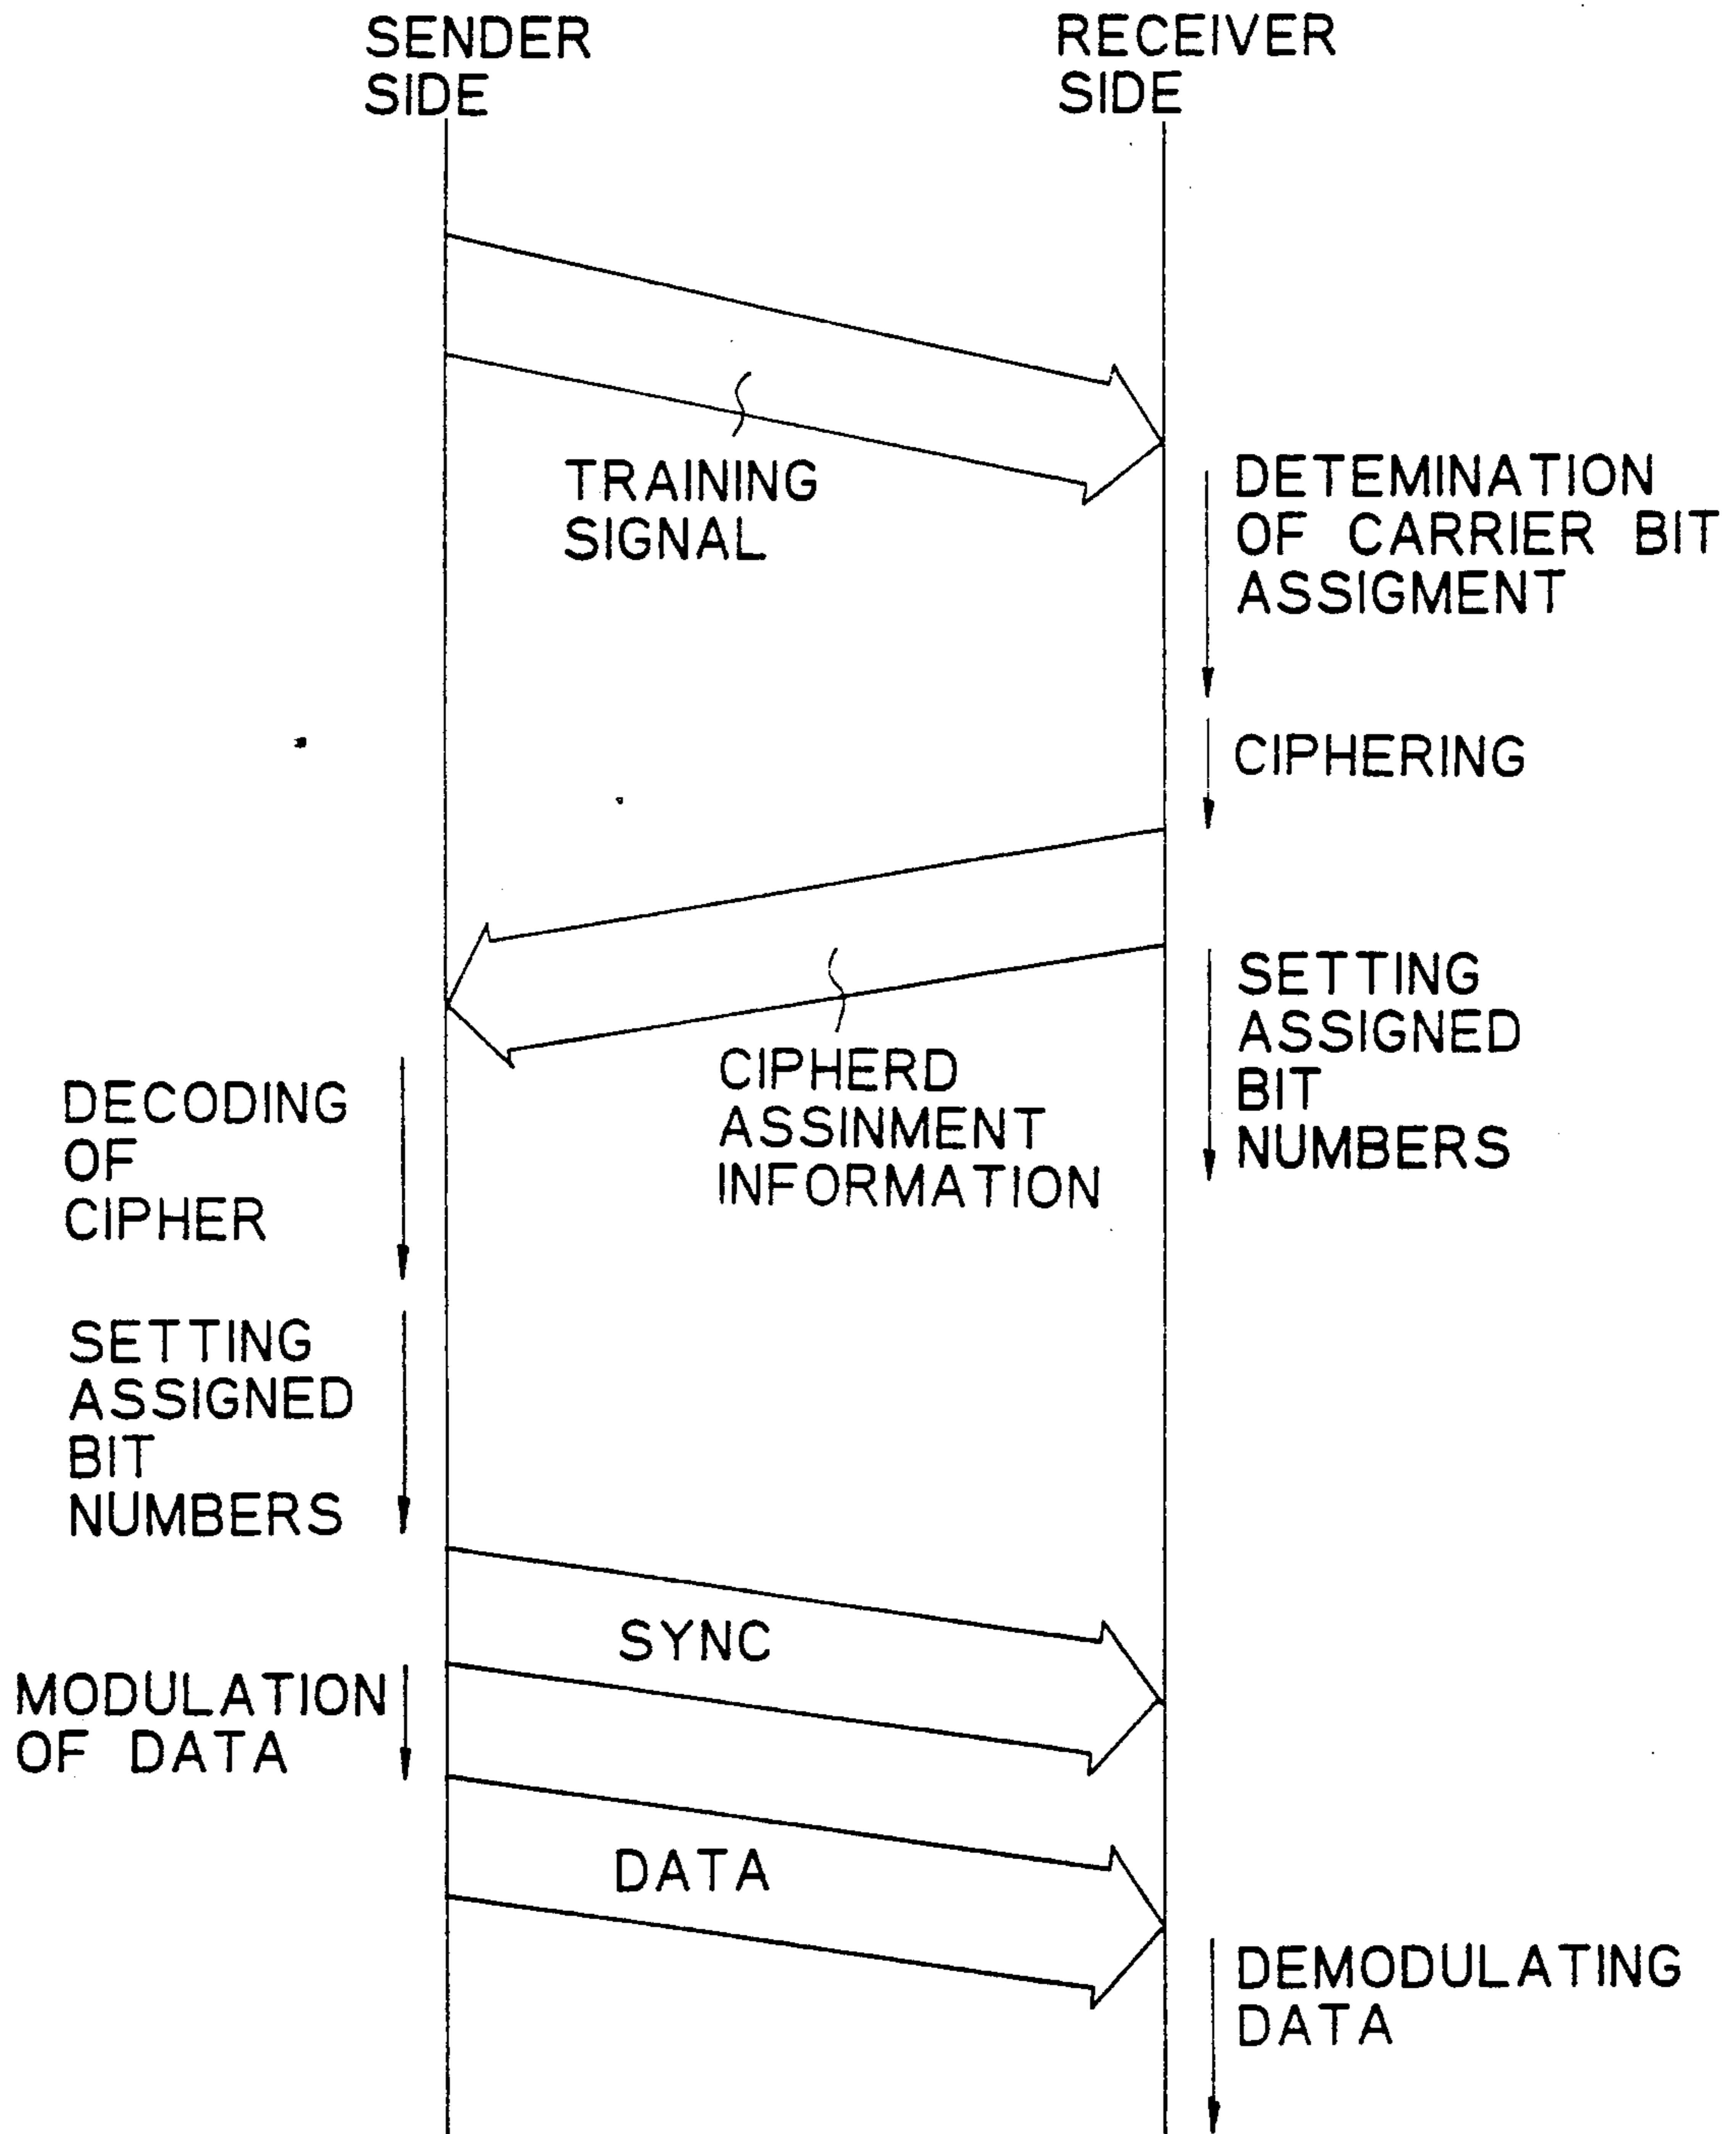 SENDER
SIDE
RECEIVER
SIDE
TRAINING
SIGNAL
DETEMINATION
OF CARRIER BIT
ASSIGMENT
CIPHERING
CIPHERD
ASSINMENT
INFORMATION
SETTING
ASSIGNED
BIT
NUMBERS
DECODING
OF
CIPHER
SETTING
ASSIGNED
BIT
NUMBERS
SYNC
MODULATION
OF DATA
DATA
DEMODULATING
DATA